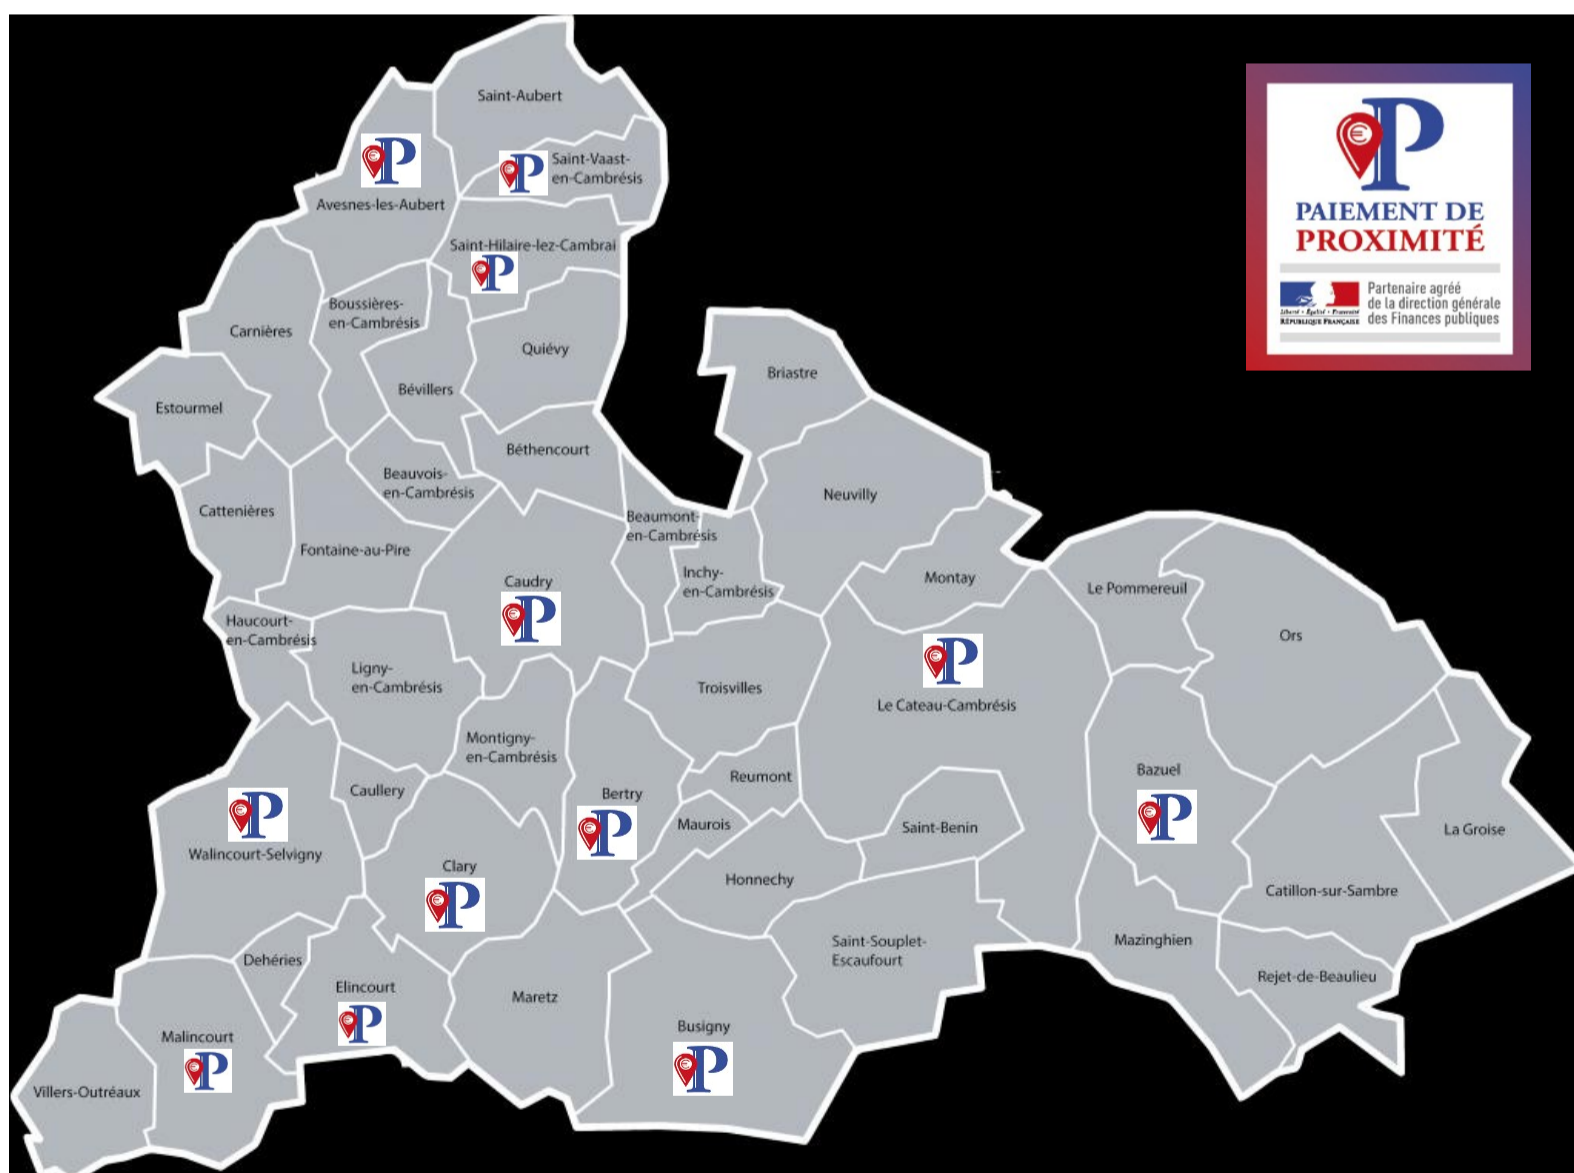 Saint-Aubert
P
Saint-Vaast-
en-Cambrésis
P
Avesnes-les-Aubert
Saint-Hilaire-lez-Cambrai
P
P
PAIEMENT DE
PROXIMITÉ
Liberté • Égalité • Fraternité
RÉPUBLIQUE FRANÇAISE
Partenaire agréé
de la direction générale
des Finances publiques
Boussières-
en-Cambrésis
Carnières
Quiévy
Briastre
Bévillers
Estourmel
Béthencourt
Beauvois-
en-Cambrésis
Neuvilly
Cattenières
Beaumont-
en-Cambrésis
Fontaine-au-Pire
Caudry
P
Inchy-
en-Cambrésis
Montay
Le Pommereuil
Haucourt-
en-Cambrésis
Ors
Ligny-
en-Cambrésis
Troisvilles
P
Le Cateau-Cambrésis
Montigny-
en-Cambrésis
Reumont
Bazuel
P
Caullery
Bertry
P
Maurois
Saint-Benin
La Groise
P
Walincourt-Selvigny
Clary
P
Honnechy
Catillon-sur-Sambre
Saint-Souplet-
Escaufourt
Mazinghien
Dehéries
Rejet-de-Beaulieu
Elincourt
P
Maretz
Busigny
P
Malincourt
P
Villers-Outréaux